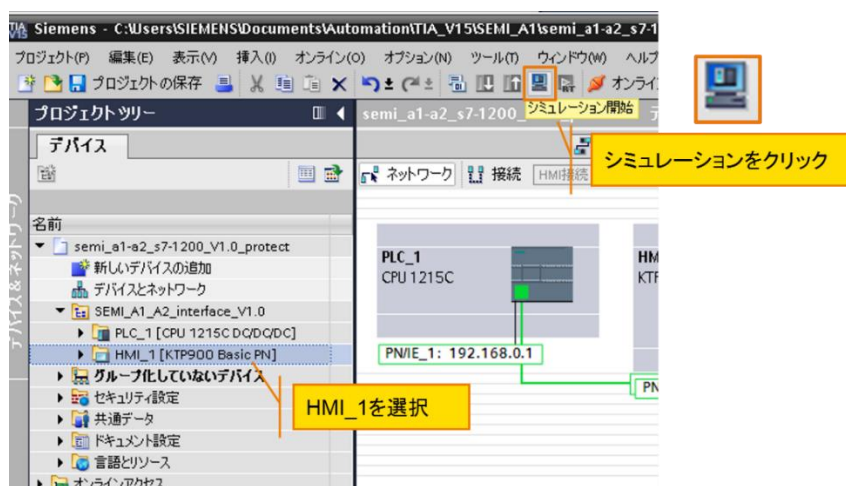 Siemens - C:\Users\SIEMENS\Documents\Automation\TIA_V15\SEMI_A1\semi_a1-a2_s7-1
プロジェクト(P) 編集(E) 表示(V) 挿入(I) オンライン(O) オプション(N) ツール(T) ウィンドウ(W) ヘルプ
プロジェクトの保存 オンライ
プロジェクトツリー
semi_a1-a2_s7-1200_
シミュレーション開始
デバイス
シミュレーションをクリック
ネットワーク 接続 HMI接続
デバイス&ネットワーク
名前
semi_a1-a2_s7-1200_V1.0_protect
新しいデバイスの追加
デバイスとネットワーク
SEMI_A1_A2_interface_V1.0
PLC_1 [CPU 1215C DC/DC/DC]
HMI_1 [KTP900 Basic PN]
グループ化していないデバイス
セキュリティ設定
共通データ
ドキュメント設定
言語とリソース
オンラインアクセス
PLC_1
CPU 1215C
HM
KTP
PN/IE_1: 192.168.0.1
PN
HMI_1を選択